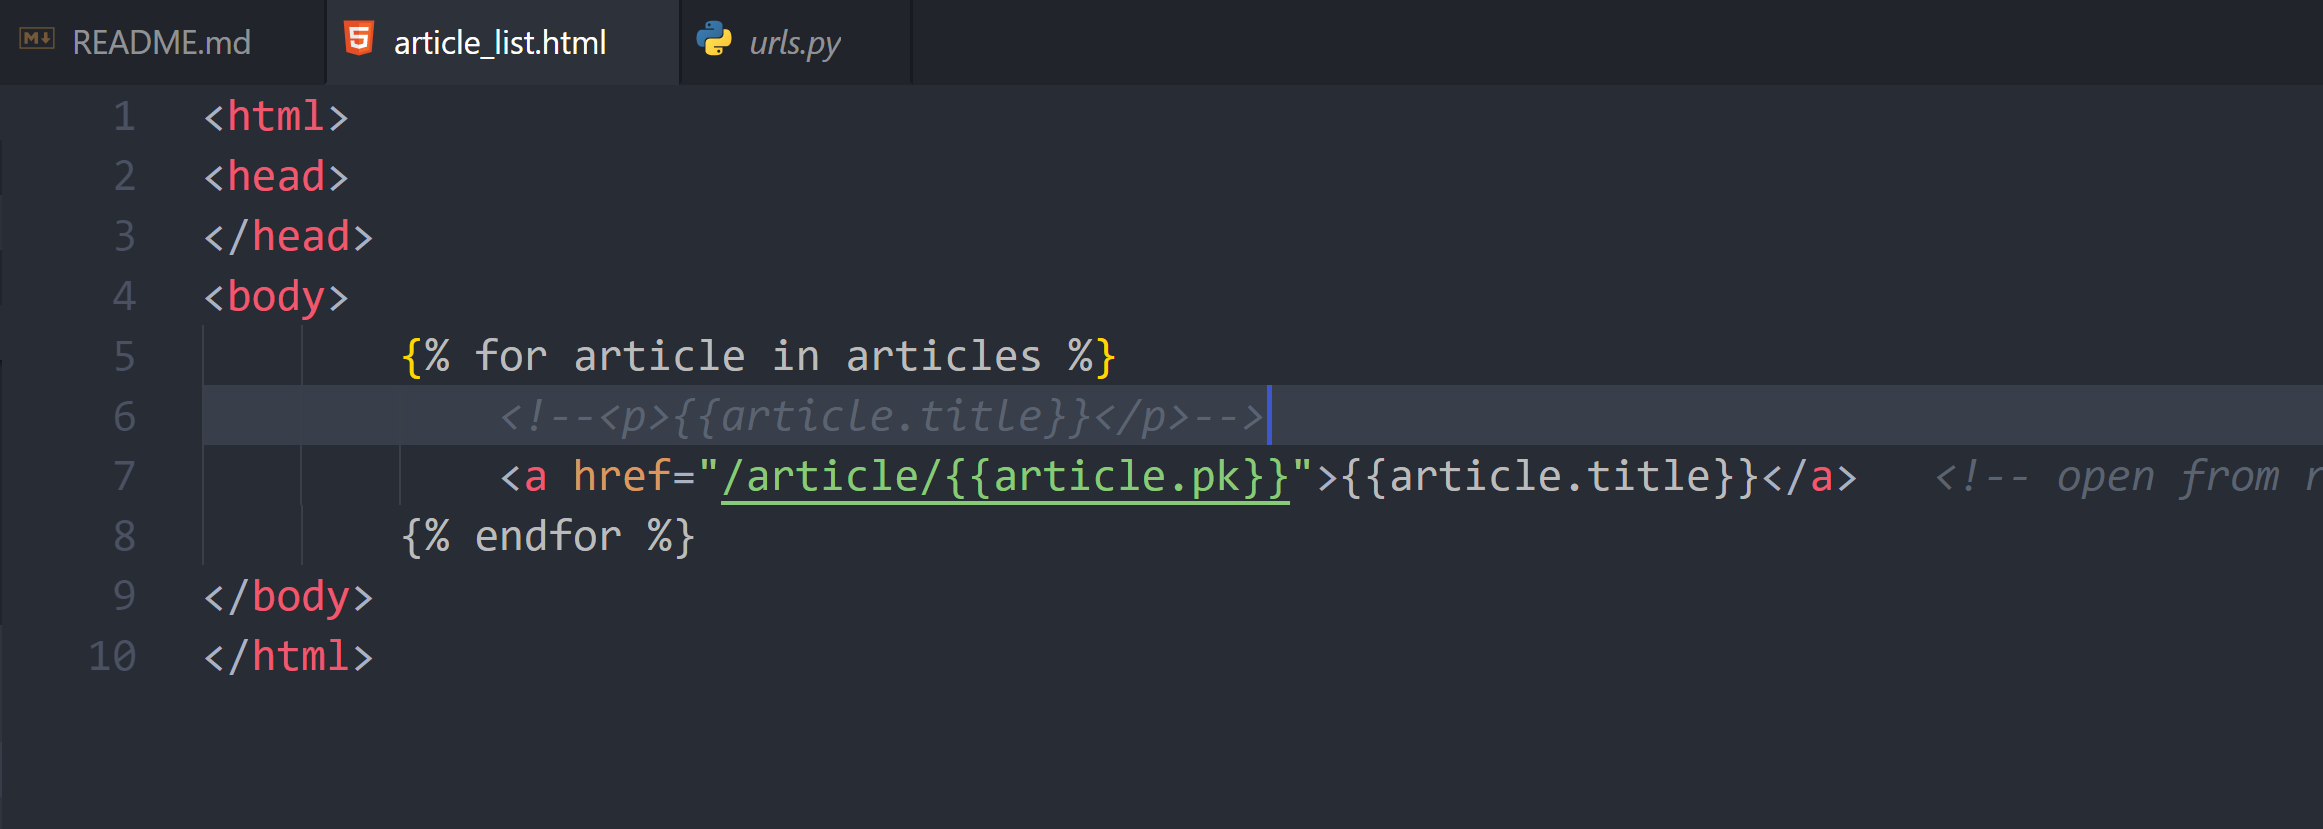 README.md
article_list.html
urls.py
1 <html>
2 <head>
3 </head>
4 <body>
5 {% for article in articles %}
6 <!--<p>{{article.title}}</p>-->
7 <a href="/article/{{article.pk}}">{{article.title}}</a> <!-- open from
8 {% endfor %}
9 </body>
10 </html>